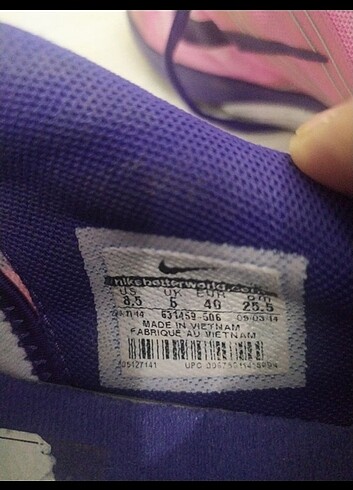 nikebetterworld.com
US UK EUR cm
8.5 6 40 25.5
631459-506 09-03-14
MADE IN VIETNAM
FABRIQUE AU VIETNAM
UPC